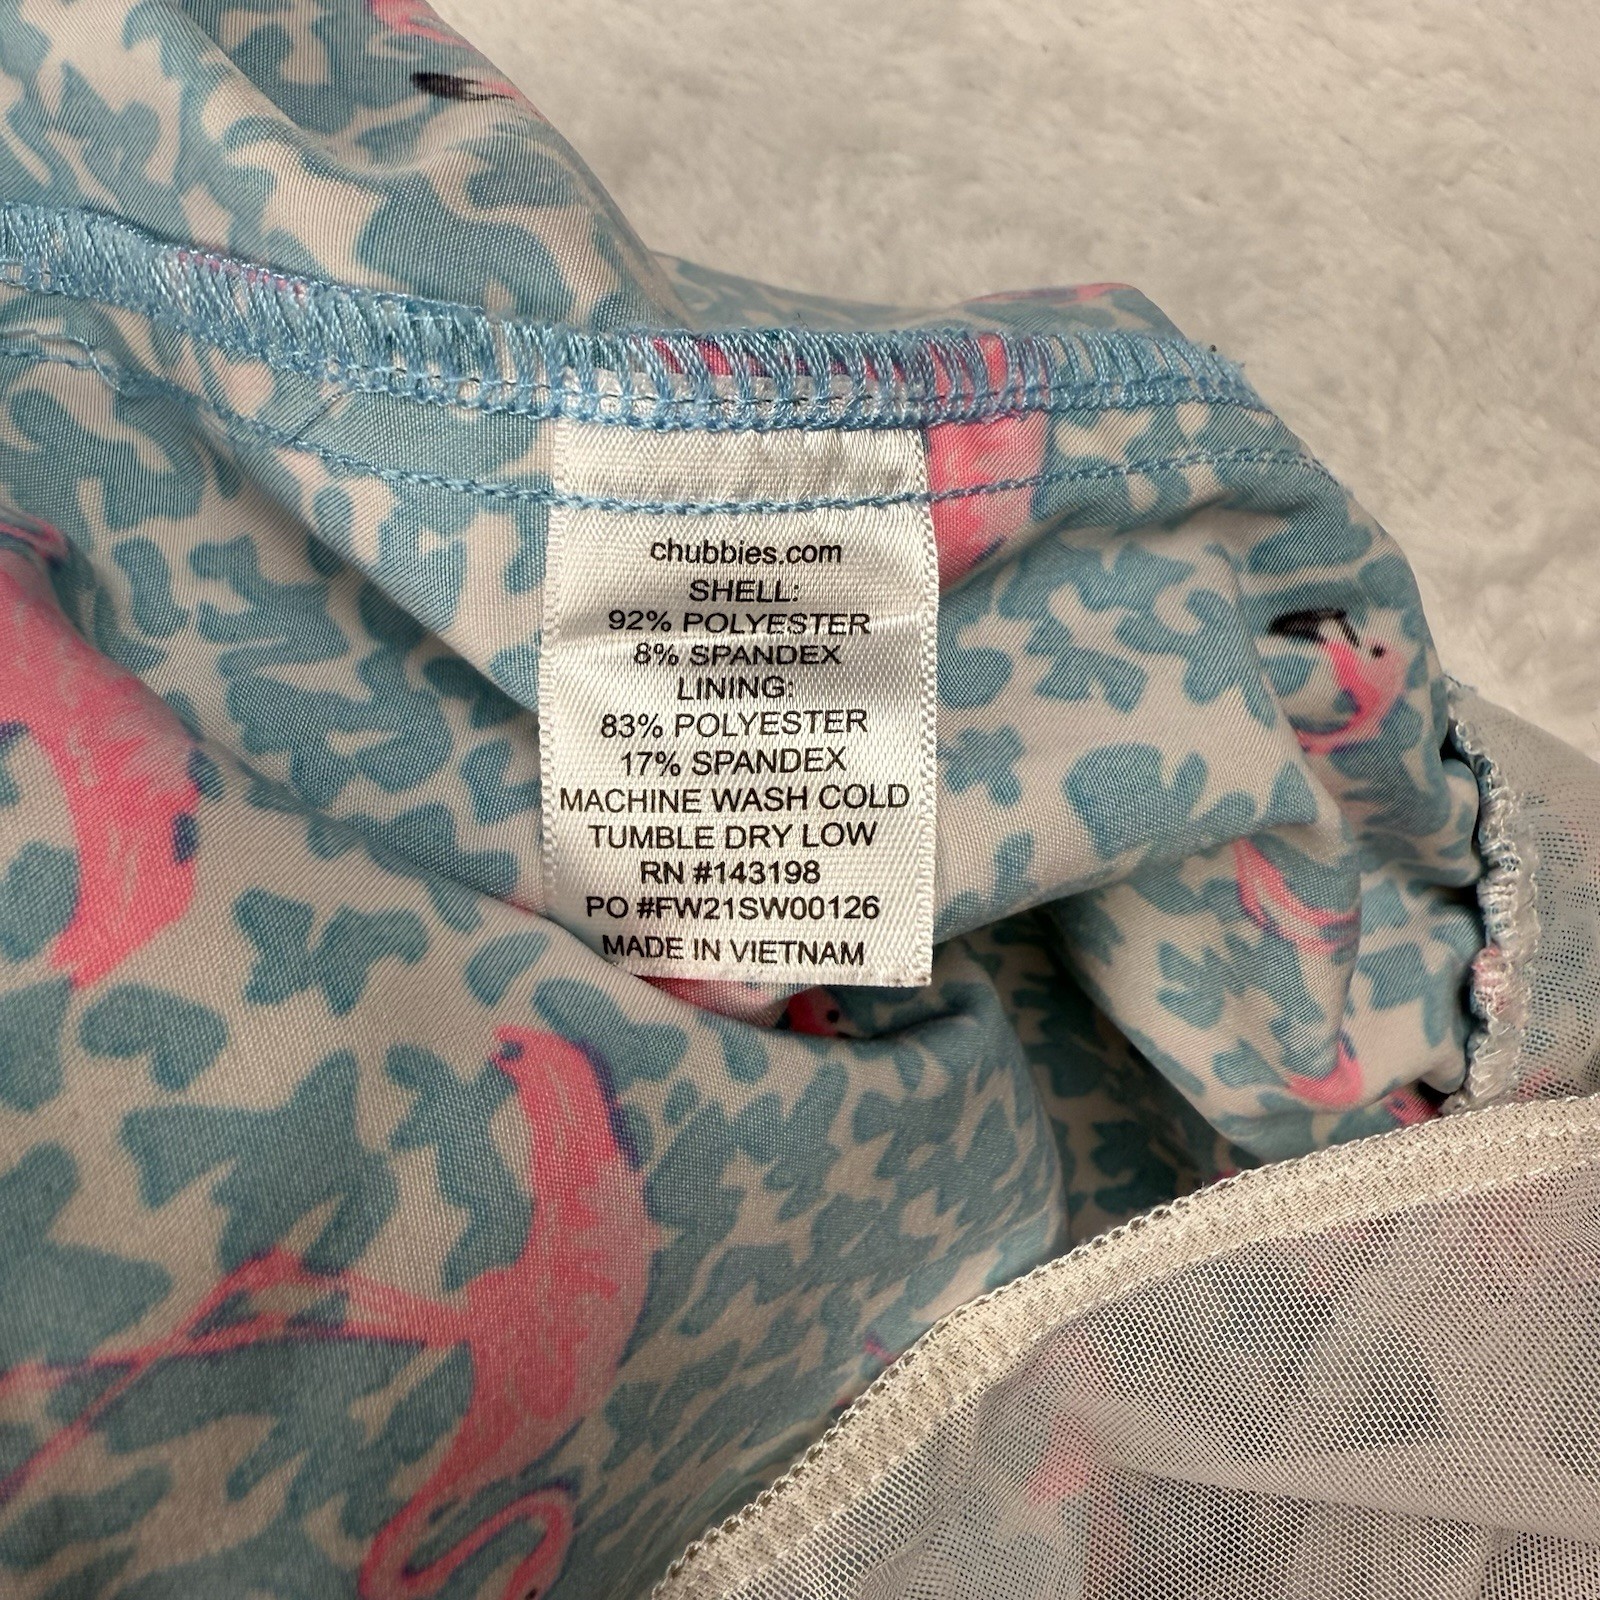 chubbies.com
SHELL:
92% POLYESTER
8% SPANDEX
LINING:
83% POLYESTER
17% SPANDEX
MACHINE WASH COLD
TUMBLE DRY LOW
RN #143198
PO #FW21SW00126
MADE IN VIETNAM